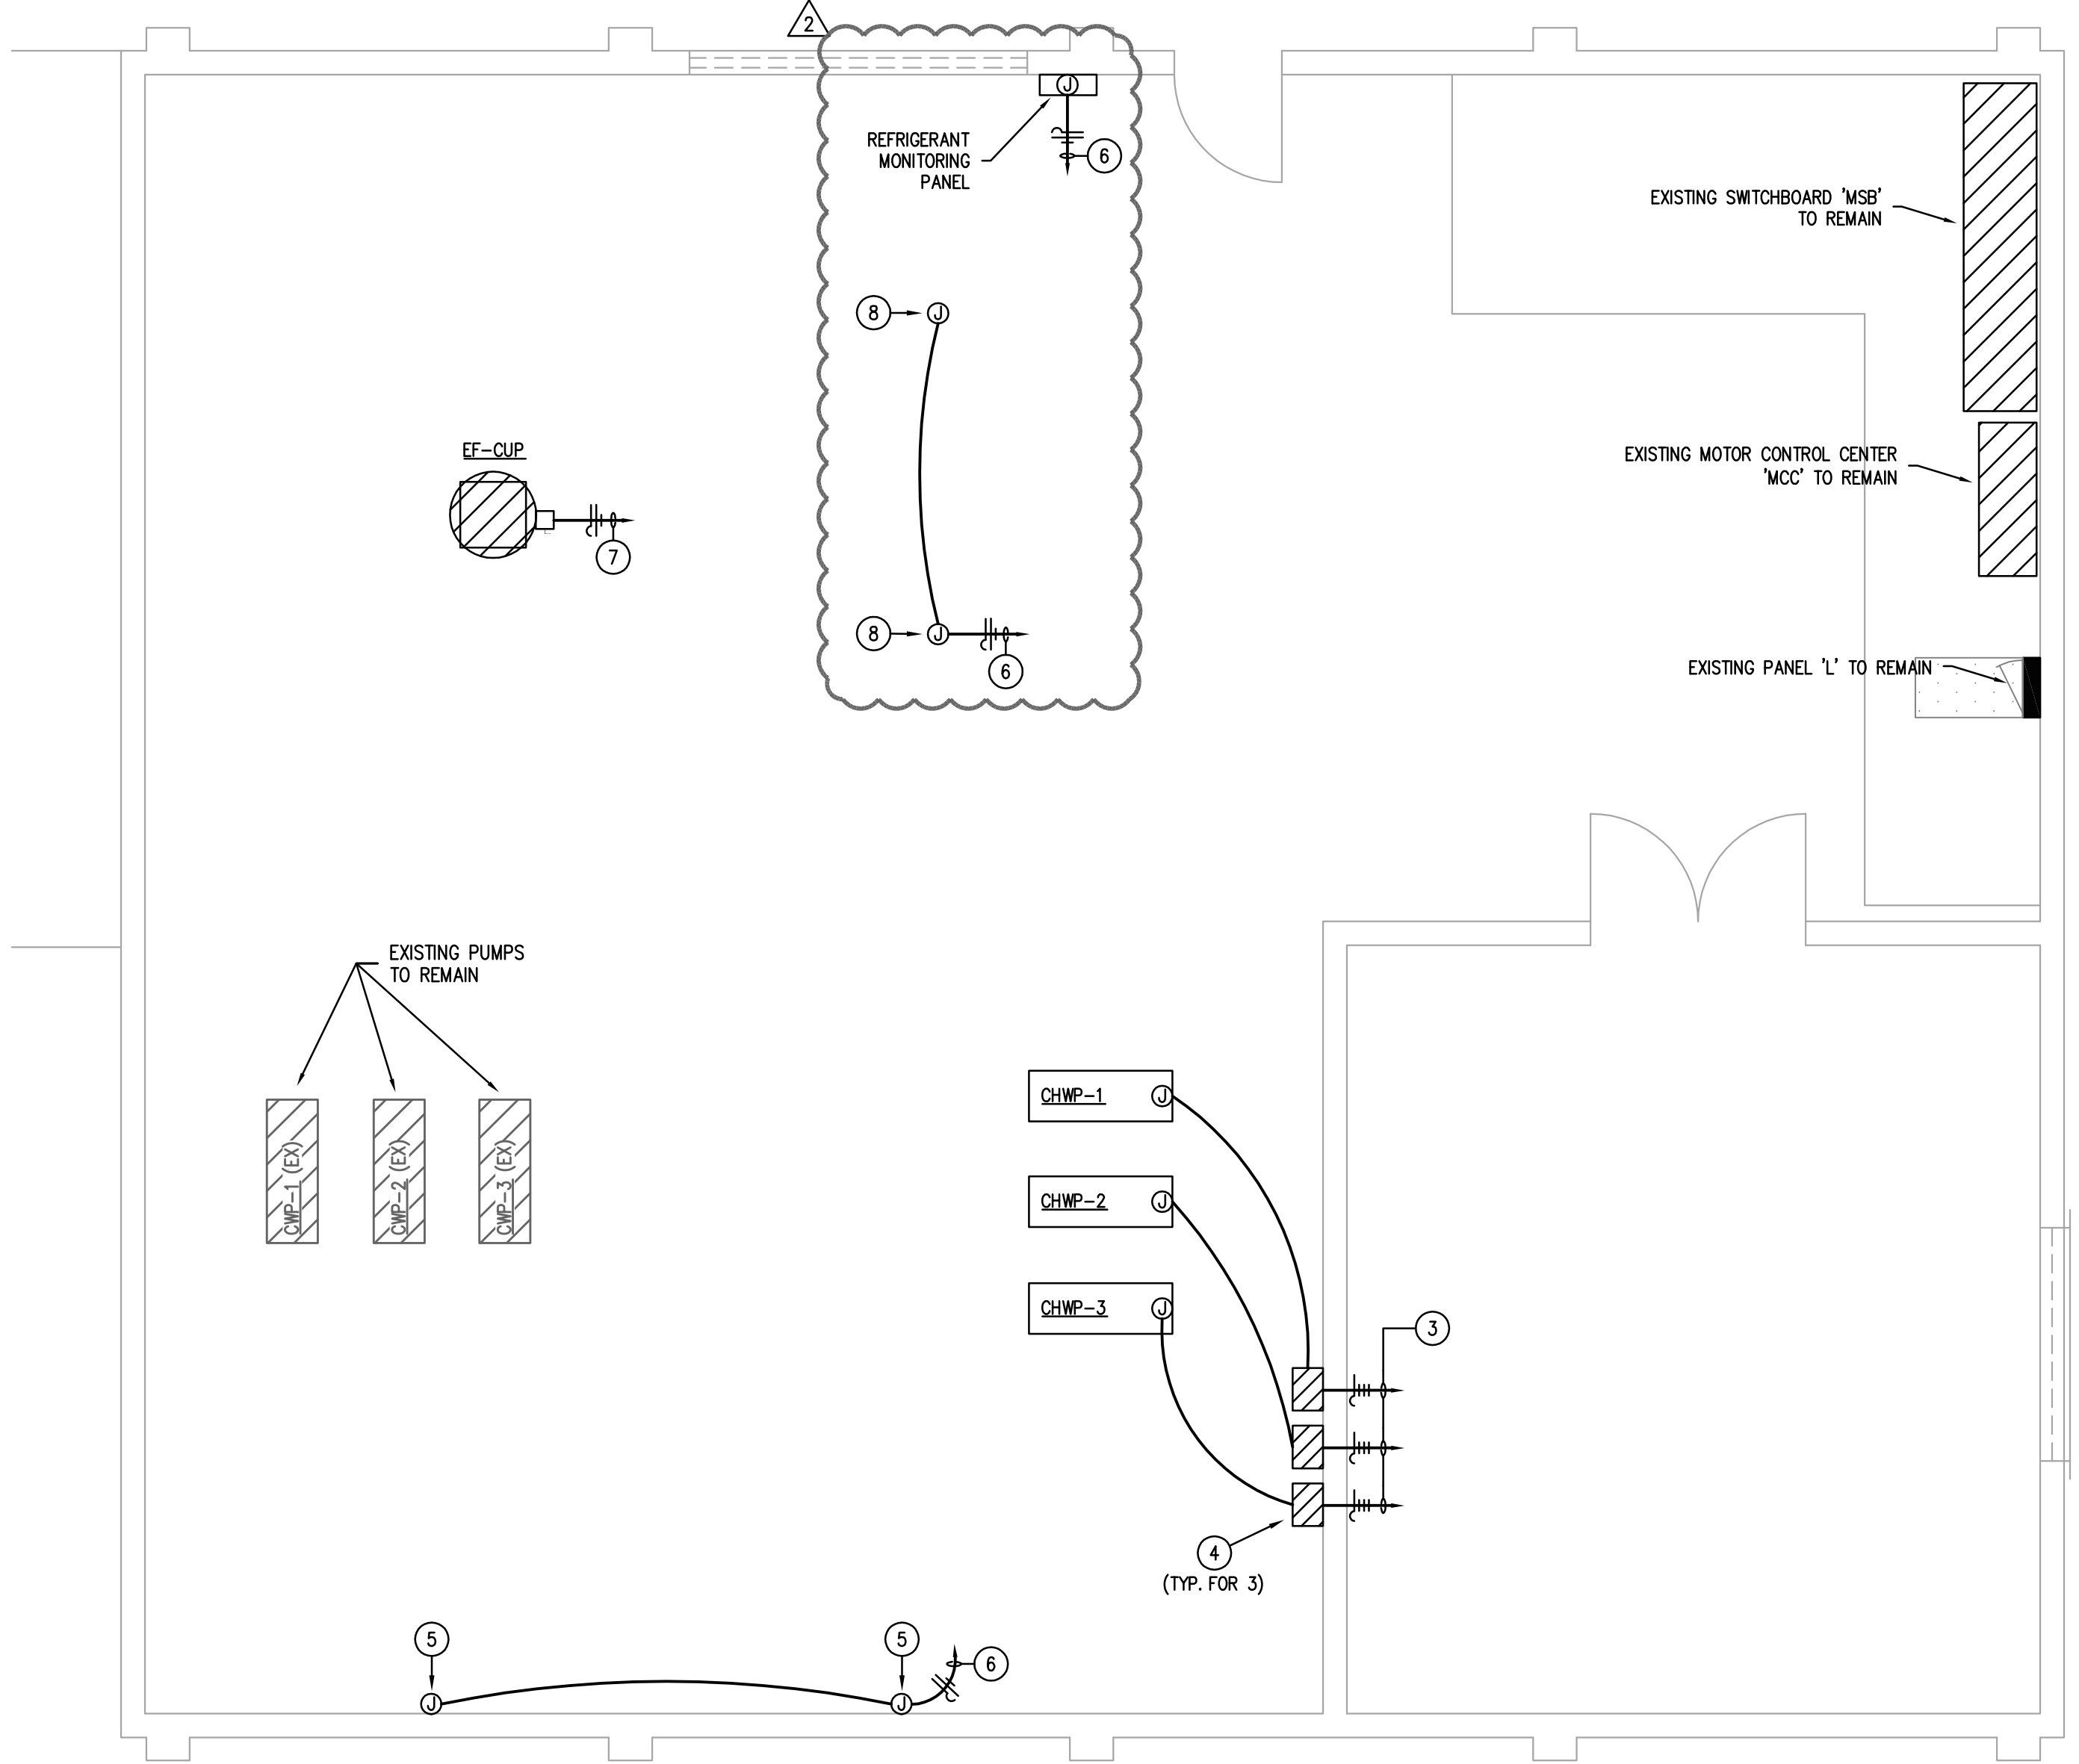 2
J
REFRIGERANT
MONITORING
PANEL
6
EXISTING SWITCHBOARD 'MSB'
TO REMAIN
8
J
EF-CUP
EXISTING MOTOR CONTROL CENTER
'MCC' TO REMAIN
7
8
J
6
EXISTING PANEL 'L' TO REMAIN
EXISTING PUMPS
TO REMAIN
CWP-1 (EX)
CWP-2 (EX)
CWP-3 (EX)
CHWP-1
J
CHWP-2
J
CHWP-3
J
3
4
(TYP. FOR 3)
5
5
6
J
J